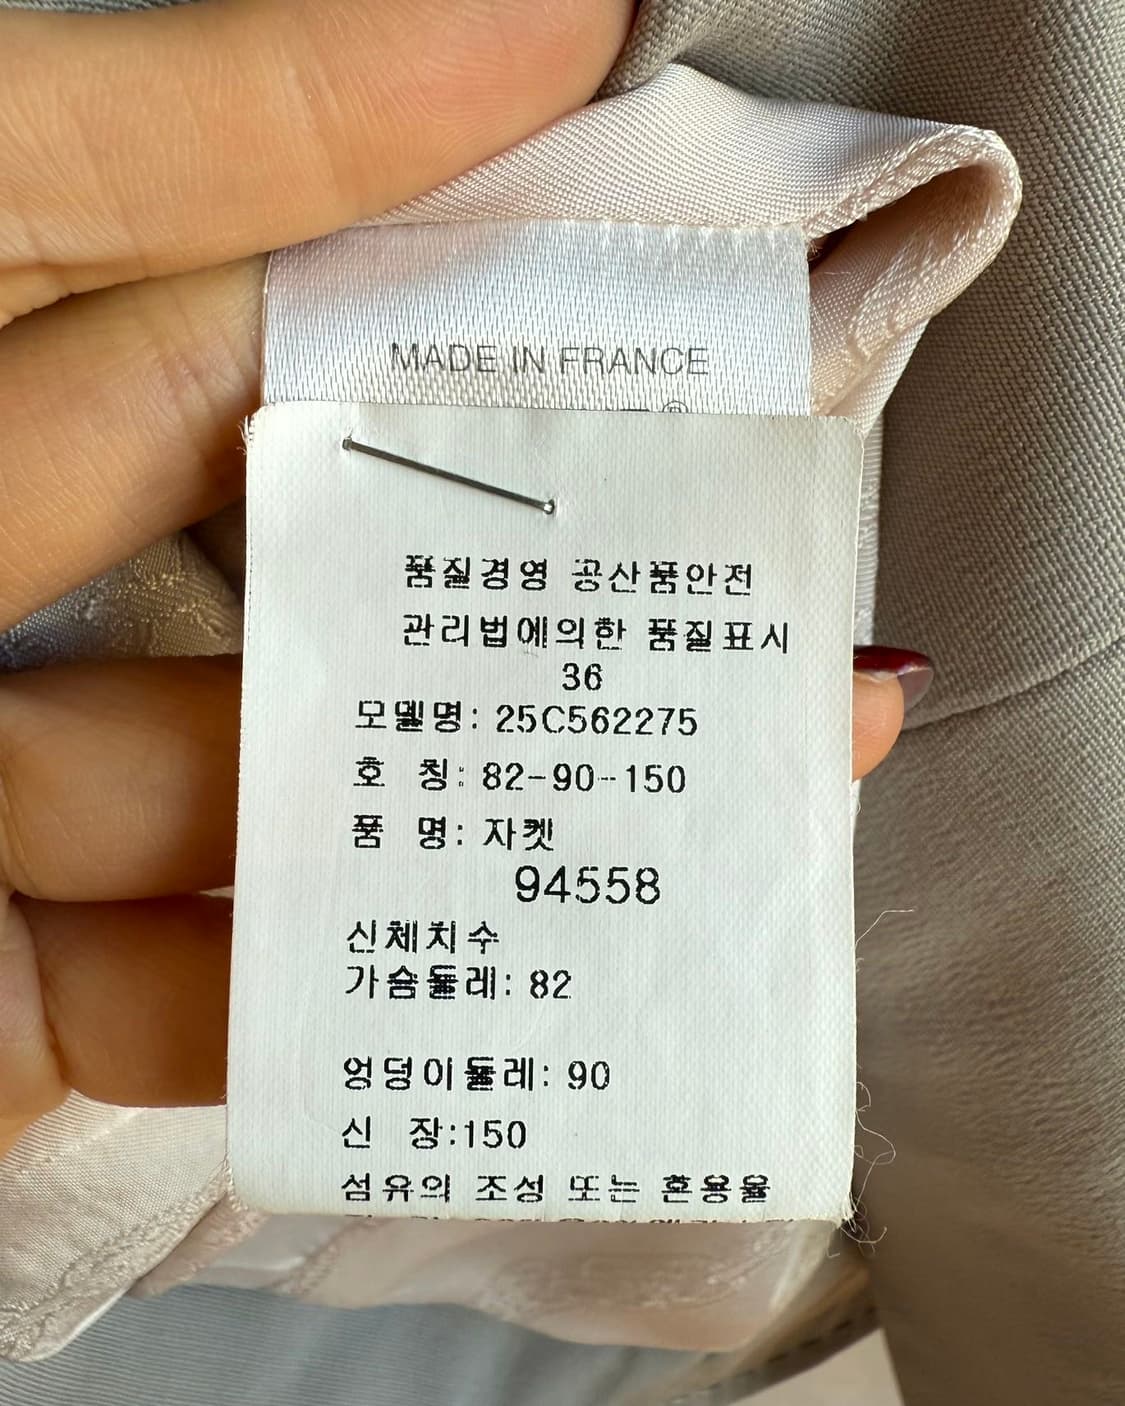 MADE IN FRANCE
®
품질경영 공산품안전
관리법에의한 품질표시
36
모델명: 25C562275
호 칭: 82-90-150
품 명: 자켓
94558
신체치수
가슴둘레: 82
엉덩이둘레: 90
신 장:150
섬유의 조성 또는 혼용율